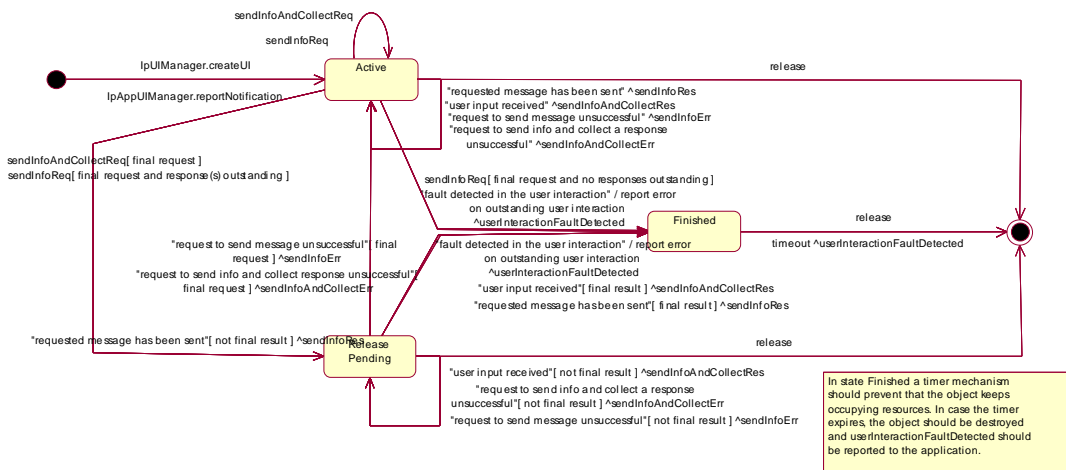 sendInfoAndCollectReq
sendInfoReq
IpUIManager.createUI
Active
release
IpAppUIManager.reportNotification
"requested message has been sent" ^sendInfoRes
"user input received" ^sendInfoAndCollectRes
"request to send message unsuccessful" ^sendInfoErr
"request to send info and collect a response
unsuccessful" ^sendInfoAndCollectErr
sendInfoAndCollectReq[ final request ]
sendInfoReq[ final request and response(s) outstanding ]
sendInfoReq[ final request and no responses outstanding ]
"fault detected in the user interaction" / report error
on outstanding user interaction
^userInteractionFaultDetected
Finished
release
timeout ^userInteractionFaultDetected
"request to send message unsuccessful"[ final
request ] ^sendInfoErr
"request to send info and collect response unsuccessful"[
final request ] ^sendInfoAndCollectErr
"fault detected in the user interaction" / report error
on outstanding user interaction
^userInteractionFaultDetected
"user input received"[ final result ] ^sendInfoAndCollectRes
"requested message has been sent"[ final result ] ^sendInfoRes
"requested message has been sent"[ not final result ] ^sendInfoRes
Release
Pending
release
"user input received"[ not final result ] ^sendInfoAndCollectRes
"request to send info and collect a response
unsuccessful"[ not final result ] ^sendInfoAndCollectErr
"request to send message unsuccessful"[ not final result ] ^sendInfoErr
In state Finished a timer mechanism
should prevent that the object keeps
occupying resources. In case the timer
expires, the object should be destroyed
and userInteractionFaultDetected should
be reported to the application.